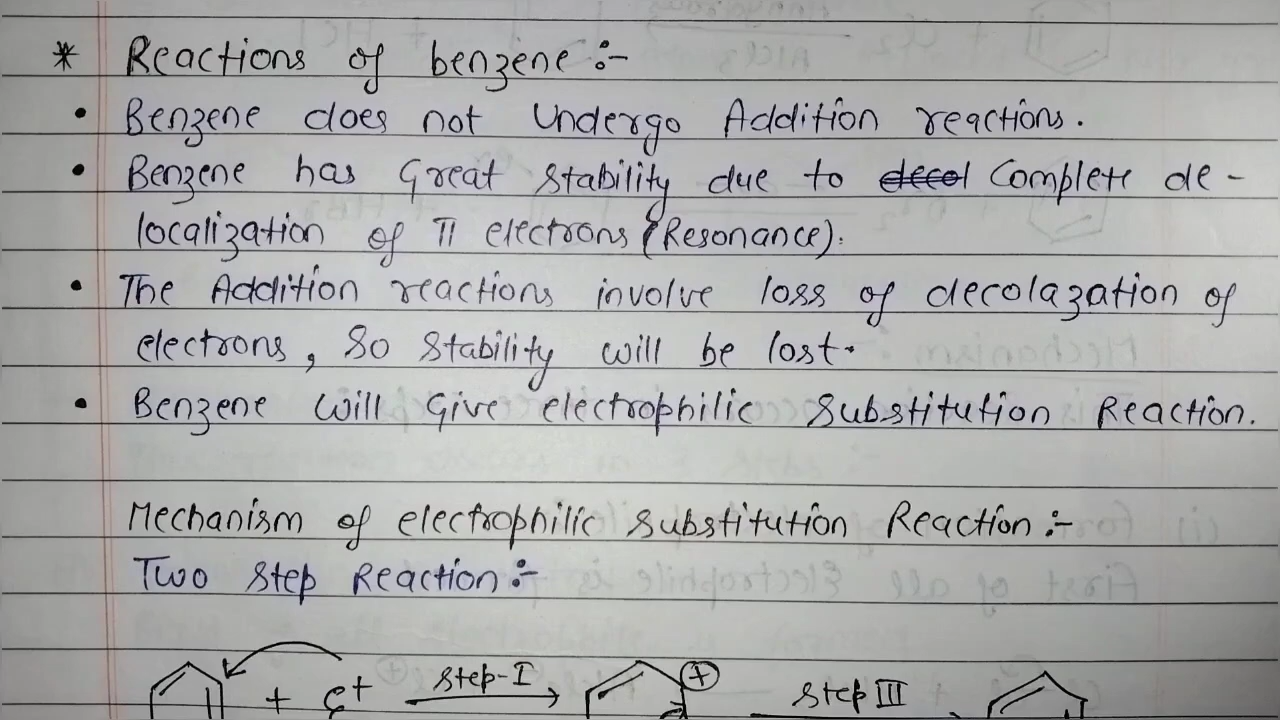 * Reactions of benzene :-
• Benzene does not Undergo Addition reactions.
• Benzene has Great Stability due to decol Complete de-
localization of π electrons (Resonance).
• The Addition reactions involve loss of decolazation of
electrons, So Stability will be lost.
• Benzene will Give electrophilic Substitution Reaction.
Mechanism of electrophilic Substitution Reaction :-
Two Step Reaction :-
+ E+ Step-I + Step III